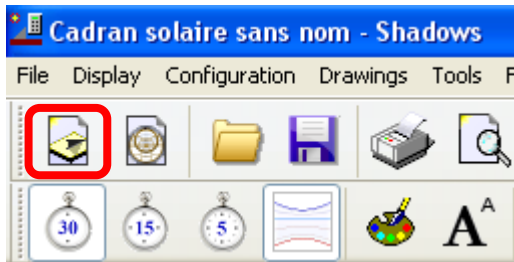 Cadran solaire sans nom - Shadows
File Display Configuration Drawings Tools
30 15 5 A A